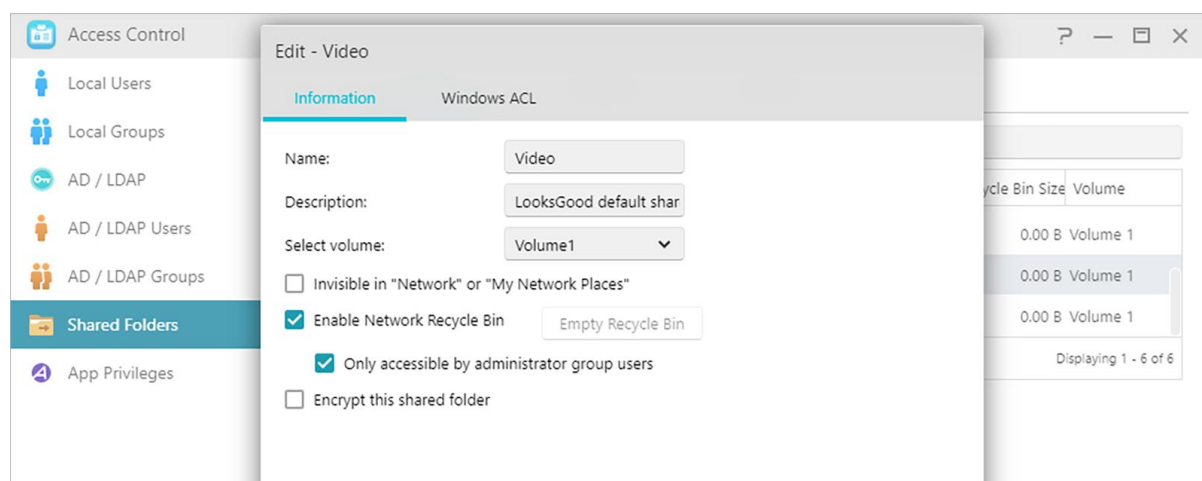 Access Control
Local Users
Local Groups
AD / LDAP
AD / LDAP Users
AD / LDAP Groups
Shared Folders
App Privileges
Edit - Video
Information Windows ACL
Name: Video
Description: LooksGood default shar
Select volume: Volume1
Invisible in "Network" or "My Network Places"
Enable Network Recycle Bin Empty Recycle Bin
Only accessible by administrator group users
Encrypt this shared folder
ycle Bin Size Volume
0.00 B Volume 1
0.00 B Volume 1
0.00 B Volume 1
Displaying 1 - 6 of 6